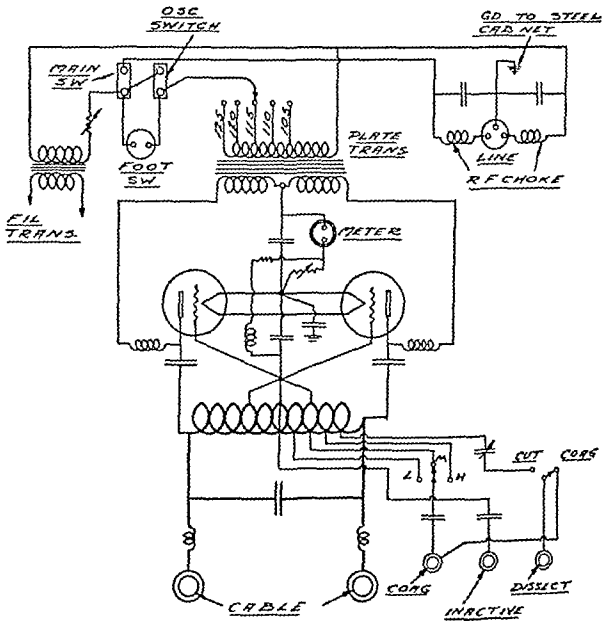 OSC
SWITCH
GD TO STEEL
CABNET
MAIN
SW
125
120
115
110
105
PLATE
TRANS
FOOT
SW
LINE
RF CHOKE
FIL
TRANS
METER
L
M
H
CUT
COAG
COAG
INACTIVE
DISSECT
CABLE